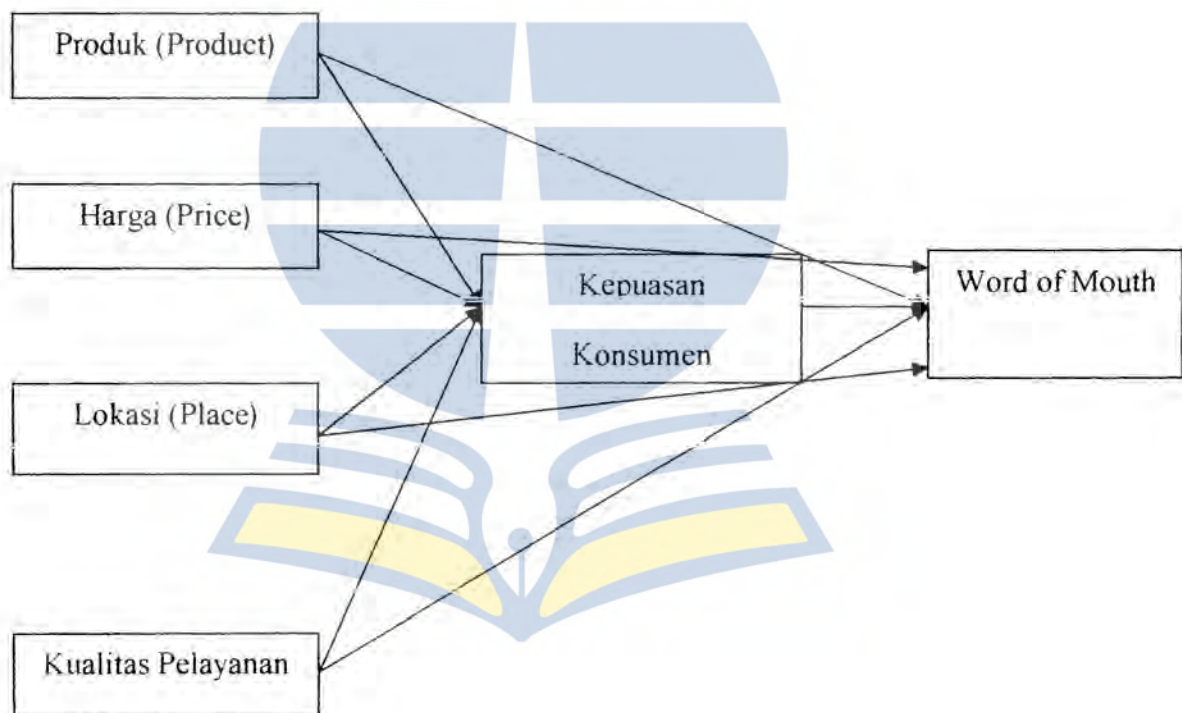 Produk (Product)
Harga (Price)
Kepuasan
Konsumen
Word of Mouth
Lokasi (Place)
Kualitas Pelayanan